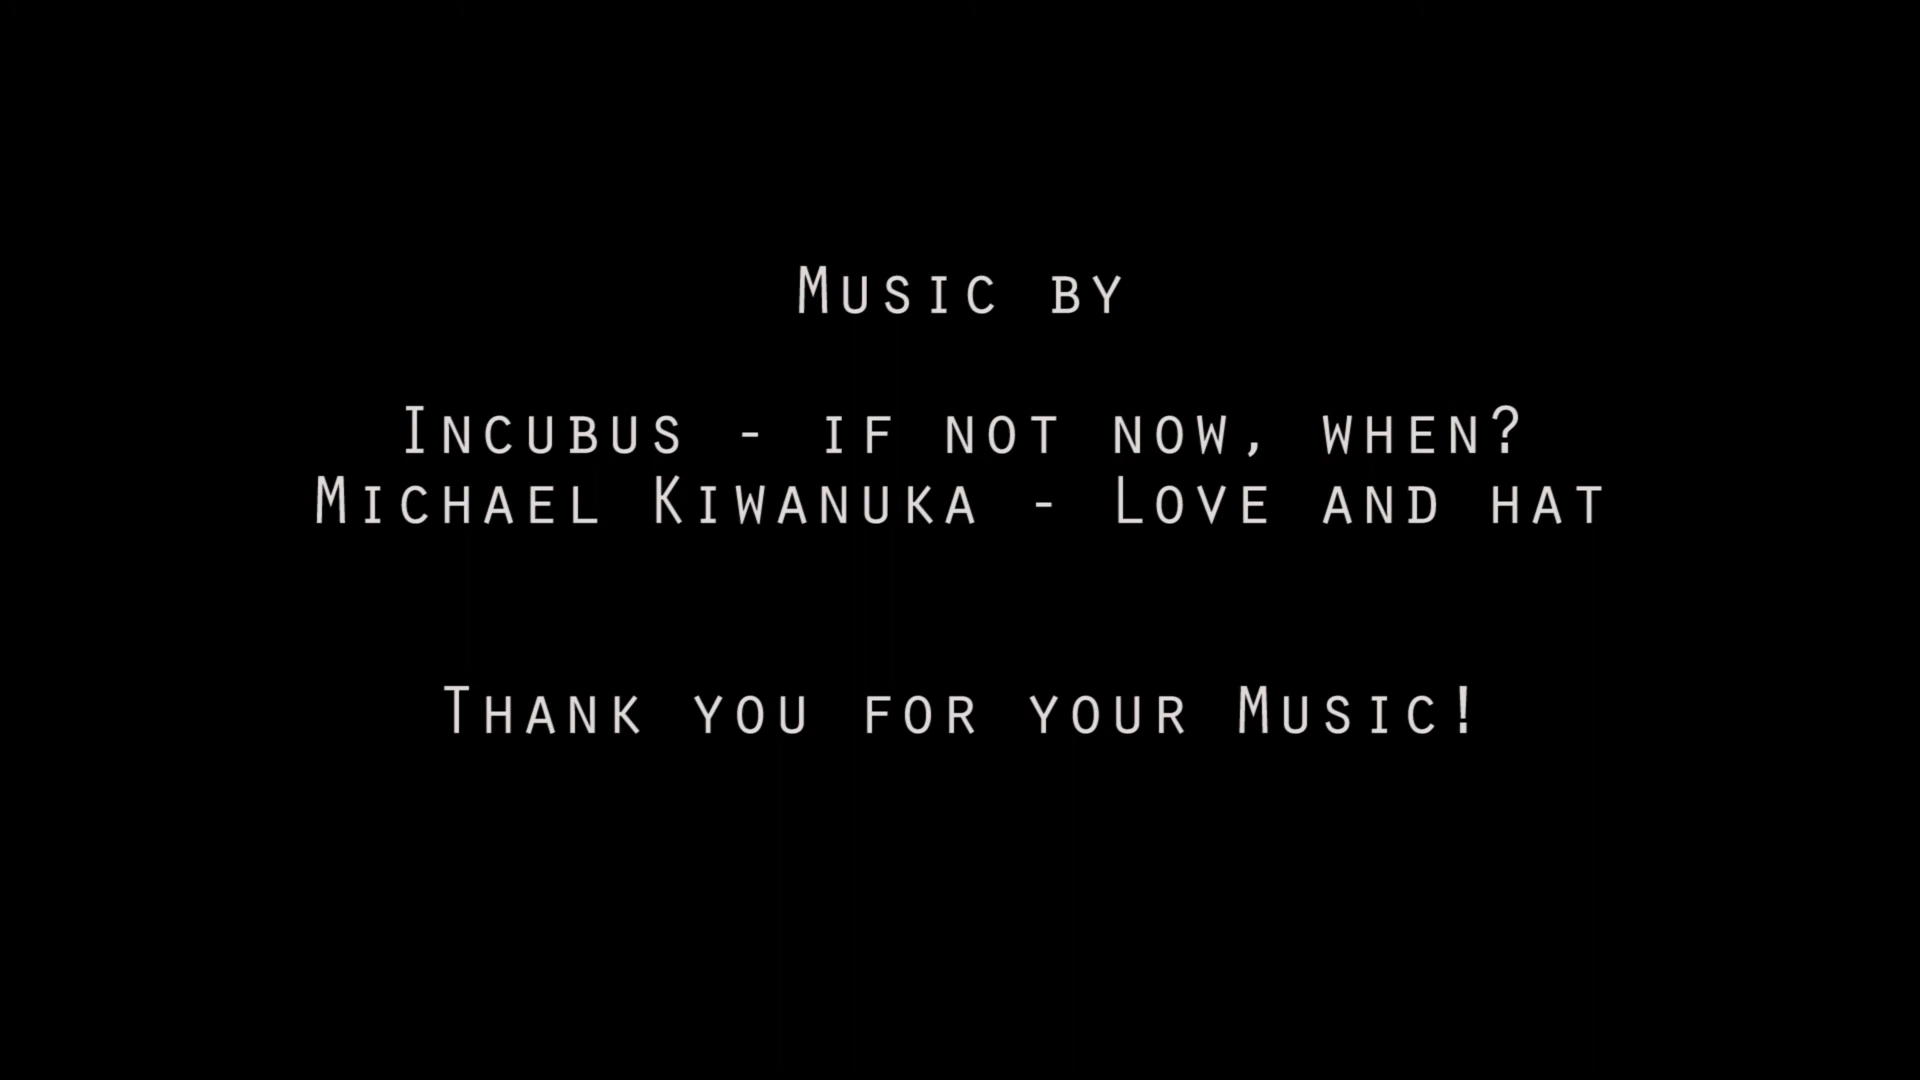 Music by
Incubus - if not now, when?
Michael Kiwanuka - Love and hat
Thank you for your Music!